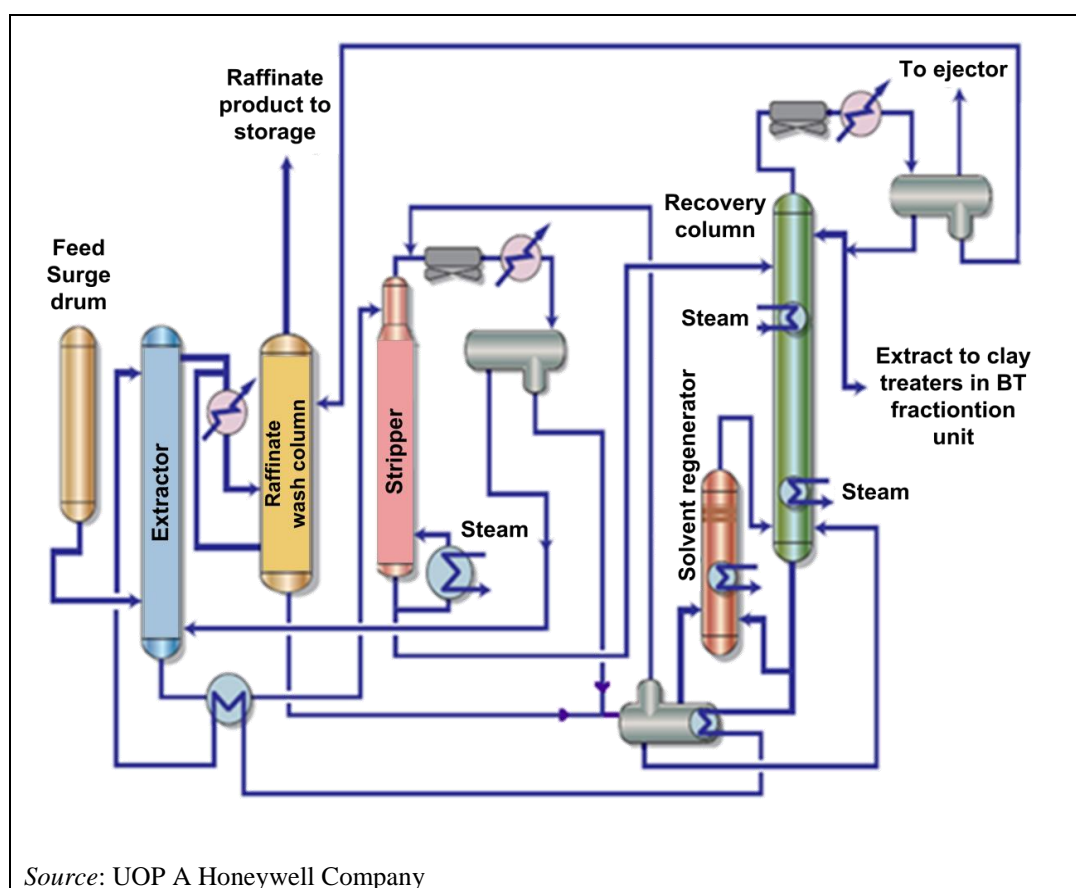 Raffinate
product to
storage
To ejector
Recovery
column
Feed
Surge
drum
Steam
Extract to clay
treaters in BT
fractiontion
unit
Extractor
Raffinate
wash column
Stripper
Steam
Solvent regenerator
Steam
Source: UOP A Honeywell Company